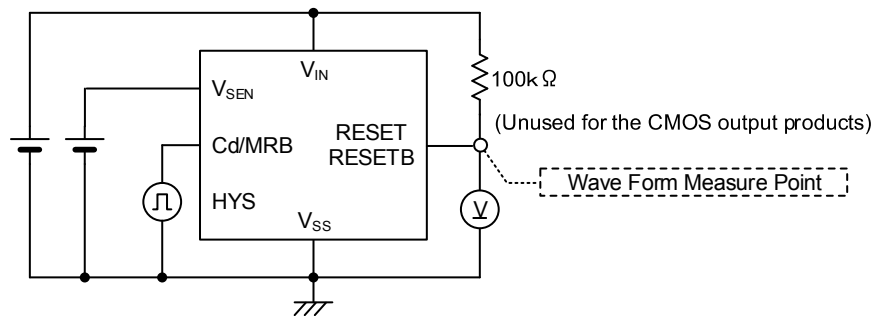 V_IN
V_SEN
100kΩ
(Unused for the CMOS output products)
RESET
Cd/MRB
RESETB
Wave Form Measure Point
HYS
V
V_SS